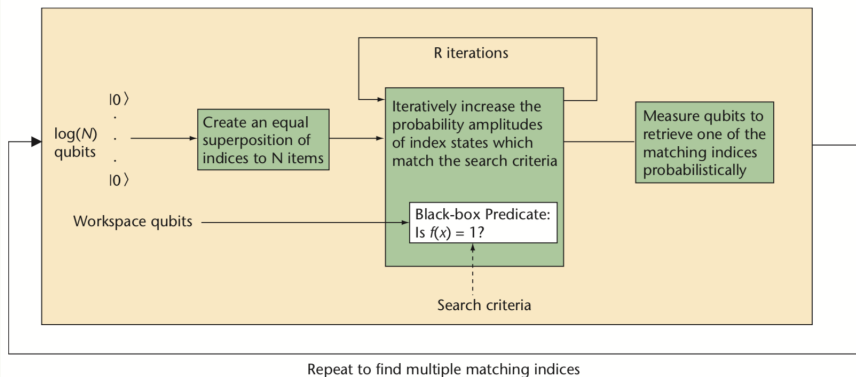 R iterations
|0⟩
log(N)
qubits
|0⟩
Create an equal
superposition of
indices to N items
Iteratively increase the
probability amplitudes
of index states which
match the search criteria
Measure qubits to
retrieve one of the
matching indices
probabilistically
Workspace qubits
Black-box Predicate:
Is f(x) = 1?
Search criteria
Repeat to find multiple matching indices